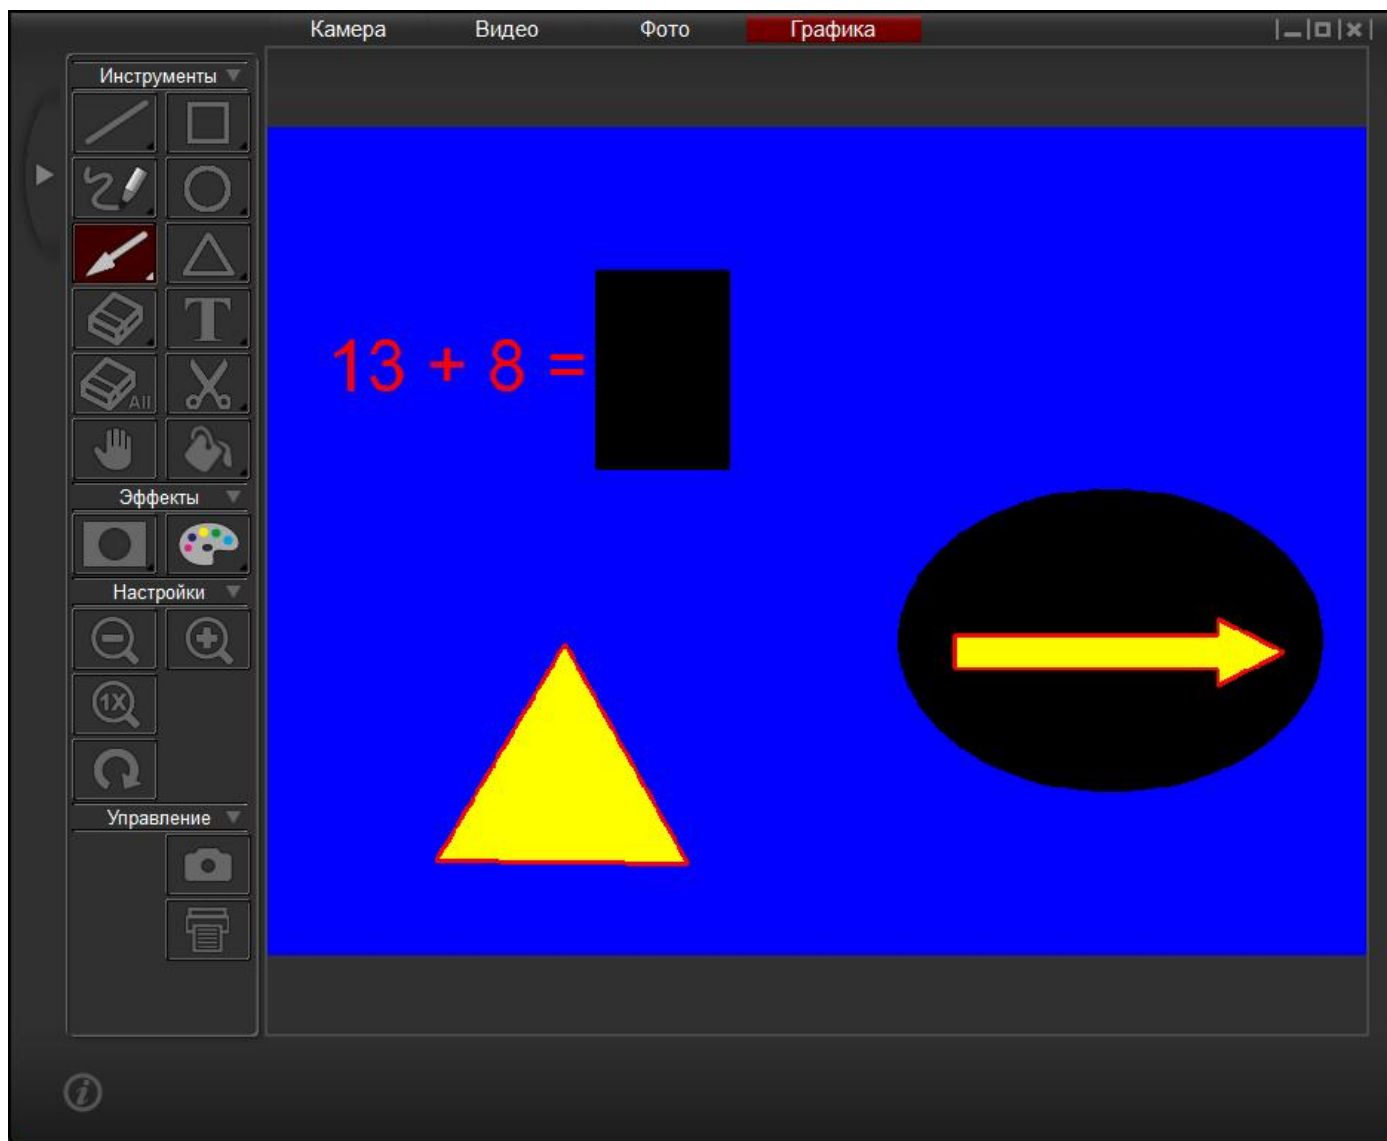 Камера Видео Фото Графика
Инструменты
T
All
13 + 8 =
Эффекты
Настройки
1X
Управление
i